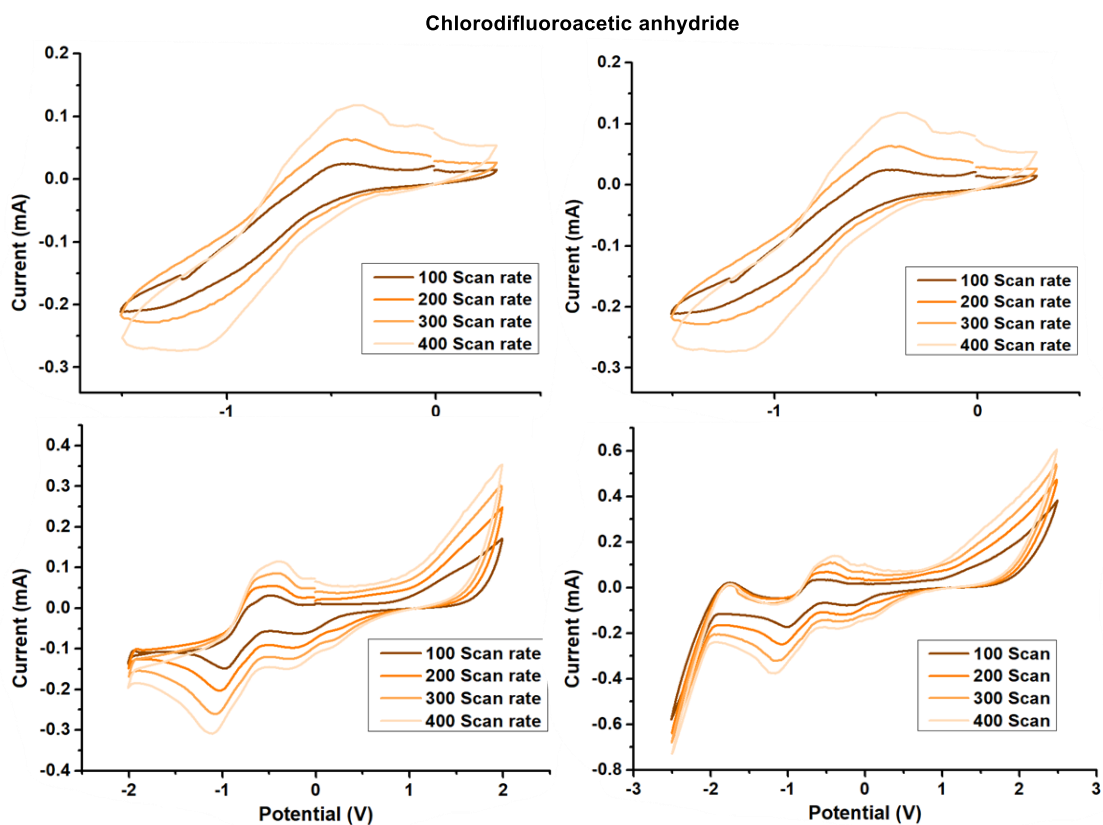 Chlorodifluoroacetic anhydride
0.2
0.1
0.0
-0.1
-0.2
-0.3
Current (mA)
-1
0
100 Scan rate
200 Scan rate
300 Scan rate
400 Scan rate
0.2
0.1
0.0
-0.1
-0.2
-0.3
Current (mA)
-1
0
100 Scan rate
200 Scan rate
300 Scan rate
400 Scan rate
0.4
0.3
0.2
0.1
0.0
-0.1
-0.2
-0.3
-0.4
Current (mA)
-2
-1
0
1
2
Potential (V)
100 Scan rate
200 Scan rate
300 Scan rate
400 Scan rate
0.6
0.4
0.2
0.0
-0.2
-0.4
-0.6
-0.8
Current (mA)
-3
-2
-1
0
1
2
3
Potential (V)
100 Scan
200 Scan
300 Scan
400 Scan